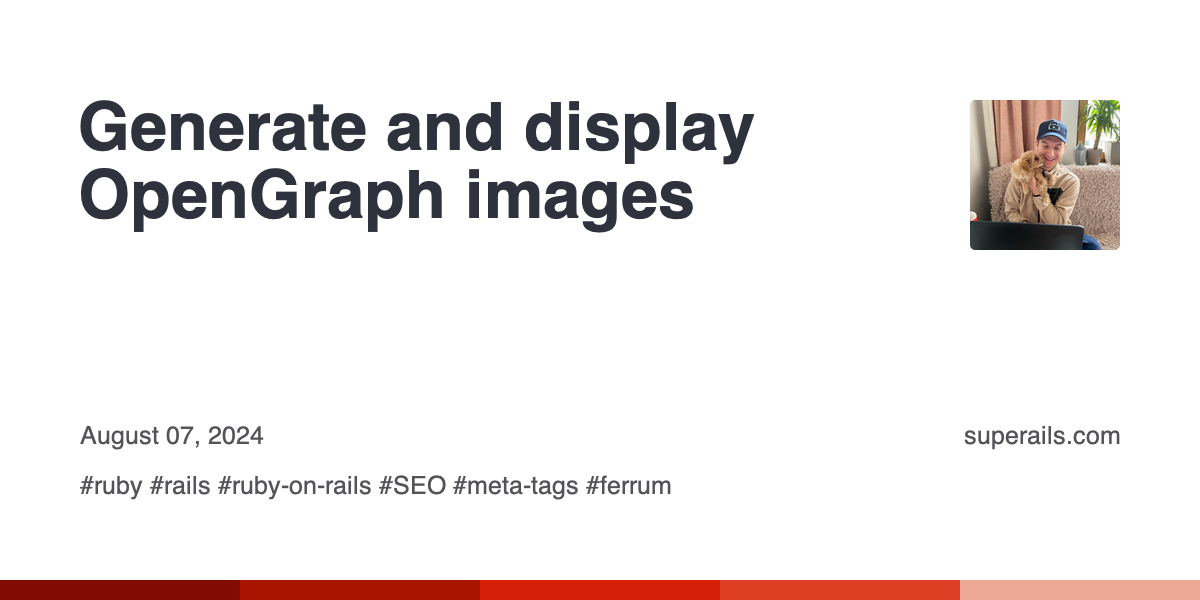 Generate and display
OpenGraph images
August 07, 2024
superails.com
#ruby #rails #ruby-on-rails #SEO #meta-tags #ferrum